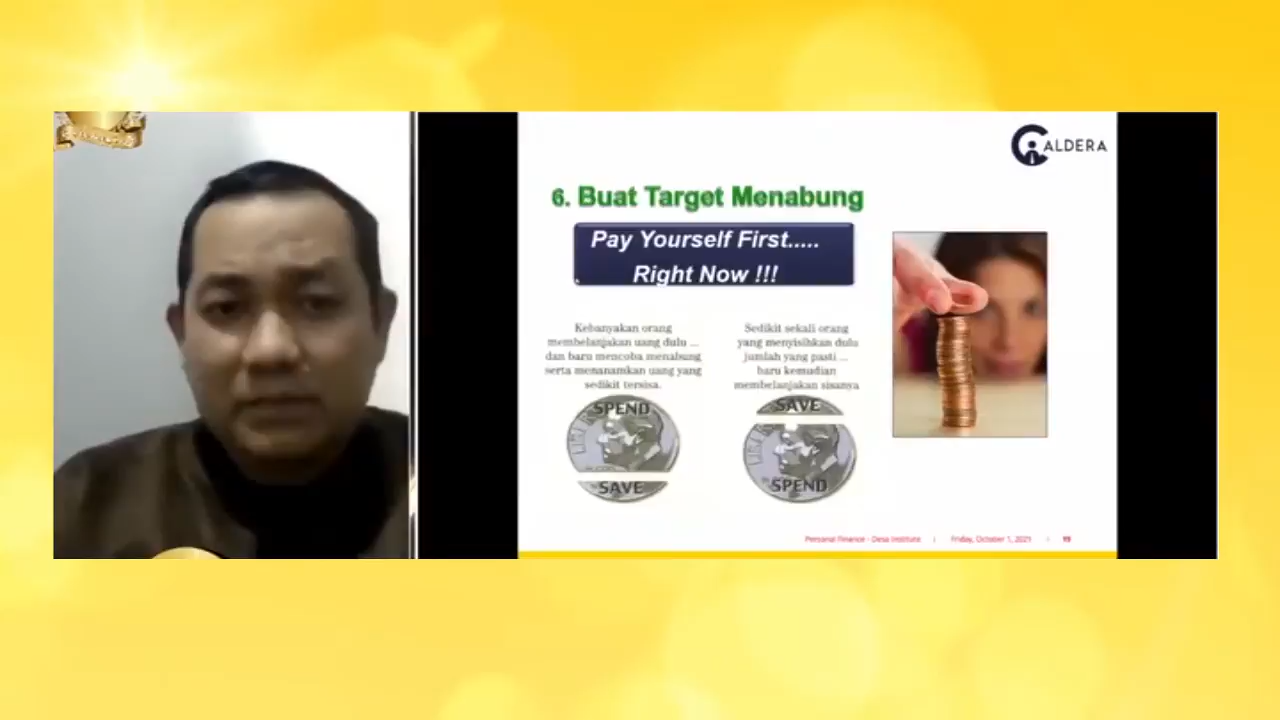 CALDERA
6. Buat Target Menabung
Pay Yourself First.....
Right Now !!!
Kebanyakan orang
membelanjakan uang dulu ...
dan baru mencoba menabung
serta menanamkan uang yang
sedikit tersisa.
SPEND
SAVE
Sedikit sekali orang
yang menyisihkan dulu
jumlah yang pasti ...
baru kemudian
membelanjakan sisanya
SAVE
SPEND
Personal Finance - Desa Institute | Friday, October 1, 2021 |